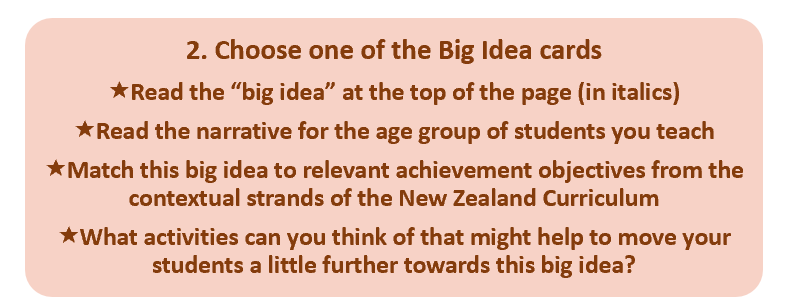 2. Choose one of the Big Idea cards
★Read the “big idea” at the top of the page (in italics)
★Read the narrative for the age group of students you teach
★Match this big idea to relevant achievement objectives from the
contextual strands of the New Zealand Curriculum
★What activities can you think of that might help to move your
students a little further towards this big idea?